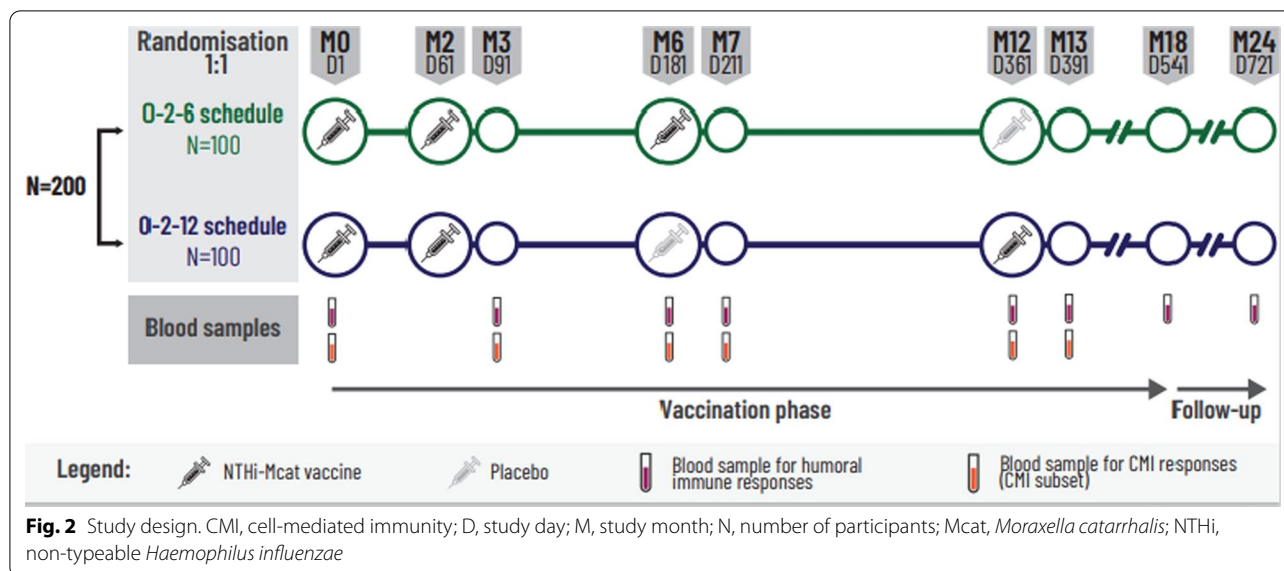 Randomisation
1:1
M0
D1
M2
D61
M3
D91
M6
D181
M7
D211
M12
D361
M13
D391
M18
D541
M24
D721
0-2-6 schedule
N=100
N=200
0-2-12 schedule
N=100
Blood samples
Vaccination phase
Follow-up
Legend:
NTHi-Mcat vaccine
Placebo
Blood sample for humoral
immune responses
Blood sample for CMI responses
(CMI subset)
Fig. 2 Study design. CMI, cell-mediated immunity; D, study day; M, study month; N, number of participants; Mcat, Moraxella catarrhalis; NTHi,
non-typeable Haemophilus influenzae